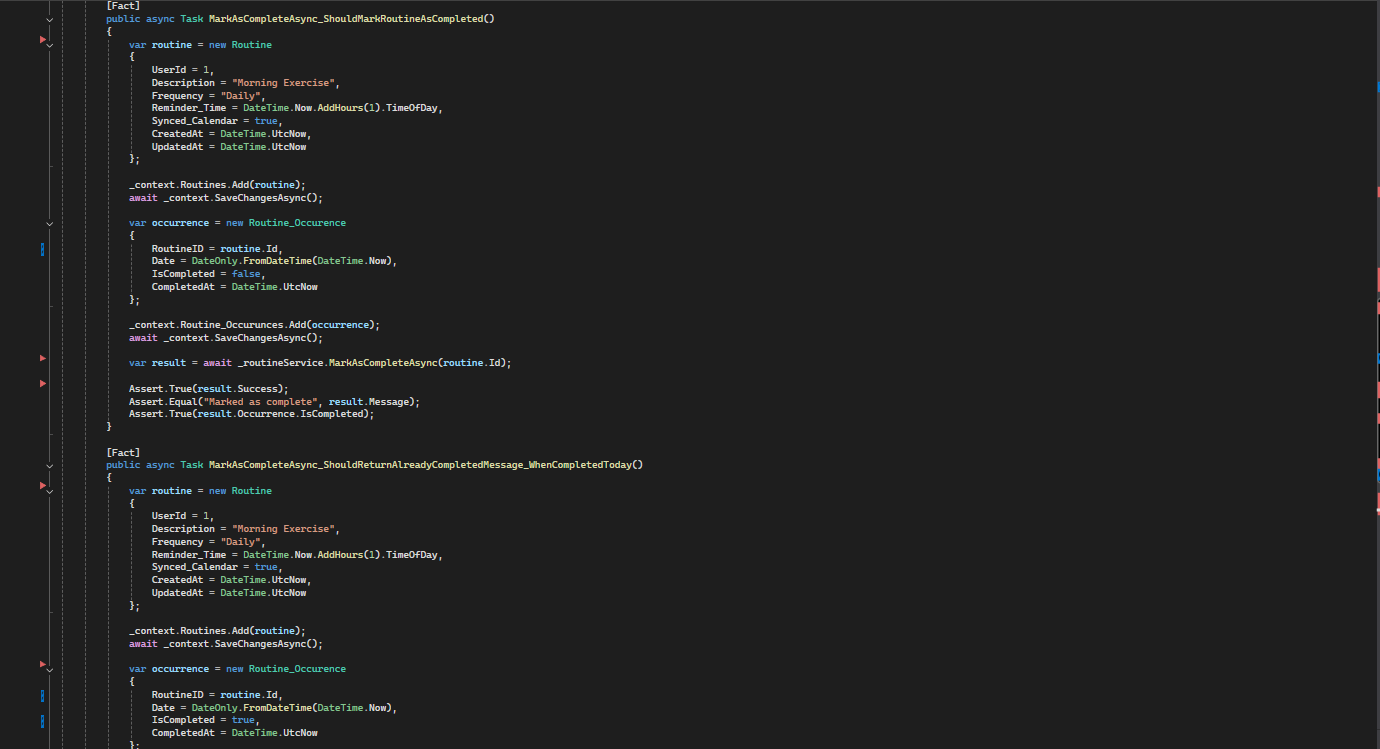 [Fact]
public async Task MarkAsCompleteAsync_ShouldMarkRoutineAsCompleted()
{
var routine = new Routine
{
UserId = 1,
Description = "Morning Exercise",
Frequency = "Daily",
Reminder_Time = DateTime.Now.AddHours(1).TimeOfDay,
Synced_Calendar = true,
CreatedAt = DateTime.UtcNow,
UpdatedAt = DateTime.UtcNow
};
_context.Routines.Add(routine);
await _context.SaveChangesAsync();
var occurrence = new Routine_Occurence
{
RoutineID = routine.Id,
Date = DateOnly.FromDateTime(DateTime.Now),
IsCompleted = false,
CompletedAt = DateTime.UtcNow
};
_context.Routine_Occurunces.Add(occurrence);
await _context.SaveChangesAsync();
var result = await _routineService.MarkAsCompleteAsync(routine.Id);
Assert.True(result.Success);
Assert.Equal("Marked as complete", result.Message);
Assert.True(result.Occurrence.IsCompleted);
}
[Fact]
public async Task MarkAsCompleteAsync_ShouldReturnAlreadyCompletedMessage_WhenCompletedToday()
{
var routine = new Routine
{
UserId = 1,
Description = "Morning Exercise",
Frequency = "Daily",
Reminder_Time = DateTime.Now.AddHours(1).TimeOfDay,
Synced_Calendar = true,
CreatedAt = DateTime.UtcNow,
UpdatedAt = DateTime.UtcNow
};
_context.Routines.Add(routine);
await _context.SaveChangesAsync();
var occurrence = new Routine_Occurence
{
RoutineID = routine.Id,
Date = DateOnly.FromDateTime(DateTime.Now),
IsCompleted = true,
CompletedAt = DateTime.UtcNow
};